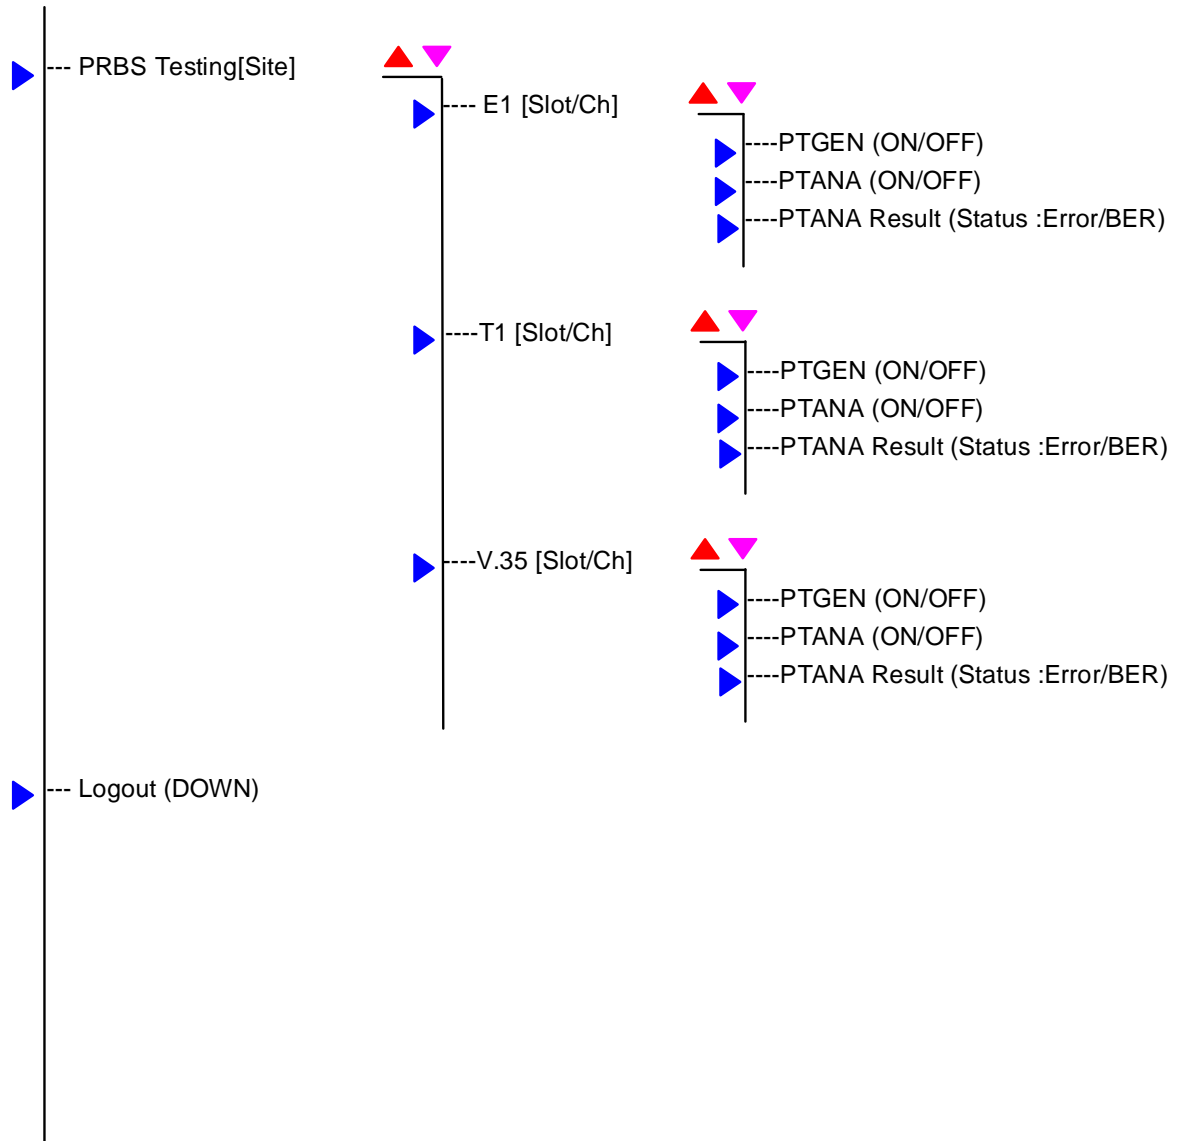 --- PRBS Testing[Site]
---- E1 [Slot/Ch]
----PTGEN (ON/OFF)
----PTANA (ON/OFF)
----PTANA Result (Status :Error/BER)
----T1 [Slot/Ch]
----PTGEN (ON/OFF)
----PTANA (ON/OFF)
----PTANA Result (Status :Error/BER)
----V.35 [Slot/Ch]
----PTGEN (ON/OFF)
----PTANA (ON/OFF)
----PTANA Result (Status :Error/BER)
--- Logout (DOWN)